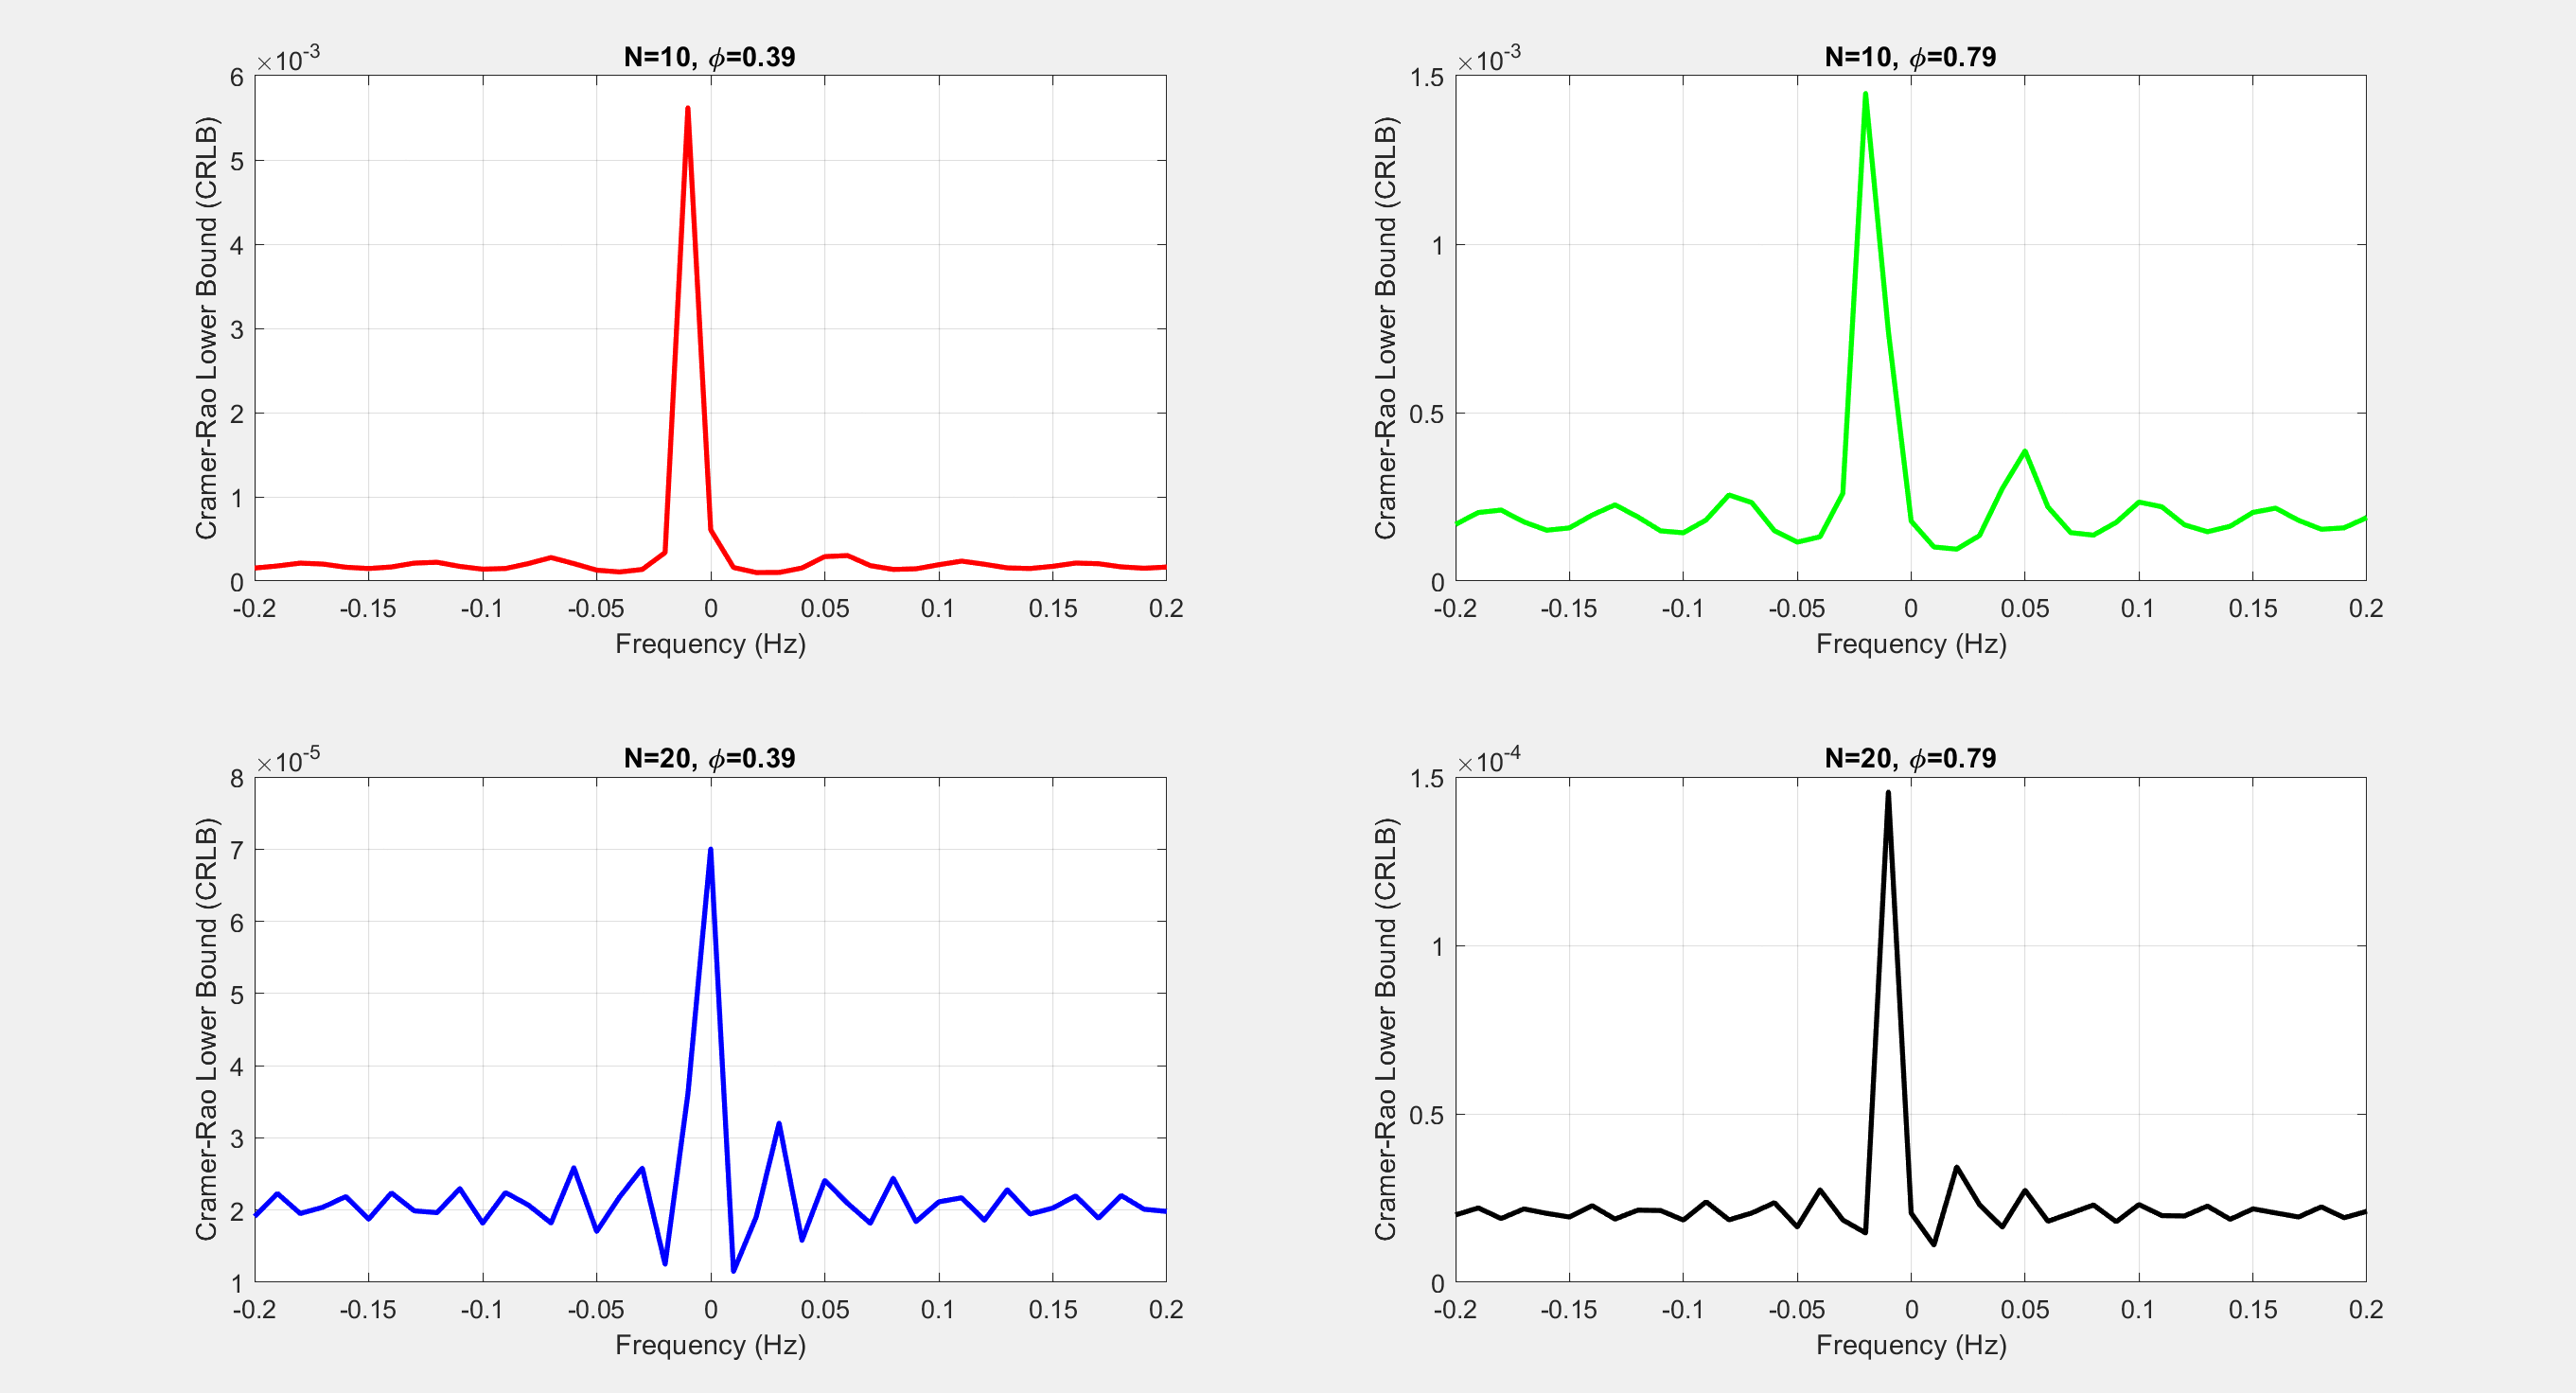 N=10, ϕ=0.39
×10-3
6
5
4
3
2
1
0
Cramer-Rao Lower Bound (CRLB)
-0.2 -0.15 -0.1 -0.05 0 0.05 0.1 0.15 0.2
Frequency (Hz)
N=10, ϕ=0.79
×10-3
1.5
1
0.5
0
Cramer-Rao Lower Bound (CRLB)
-0.2 -0.15 -0.1 -0.05 0 0.05 0.1 0.15 0.2
Frequency (Hz)
N=20, ϕ=0.39
×10-5
8
7
6
5
4
3
2
1
Cramer-Rao Lower Bound (CRLB)
-0.2 -0.15 -0.1 -0.05 0 0.05 0.1 0.15 0.2
Frequency (Hz)
N=20, ϕ=0.79
×10-4
1.5
1
0.5
0
Cramer-Rao Lower Bound (CRLB)
-0.2 -0.15 -0.1 -0.05 0 0.05 0.1 0.15 0.2
Frequency (Hz)